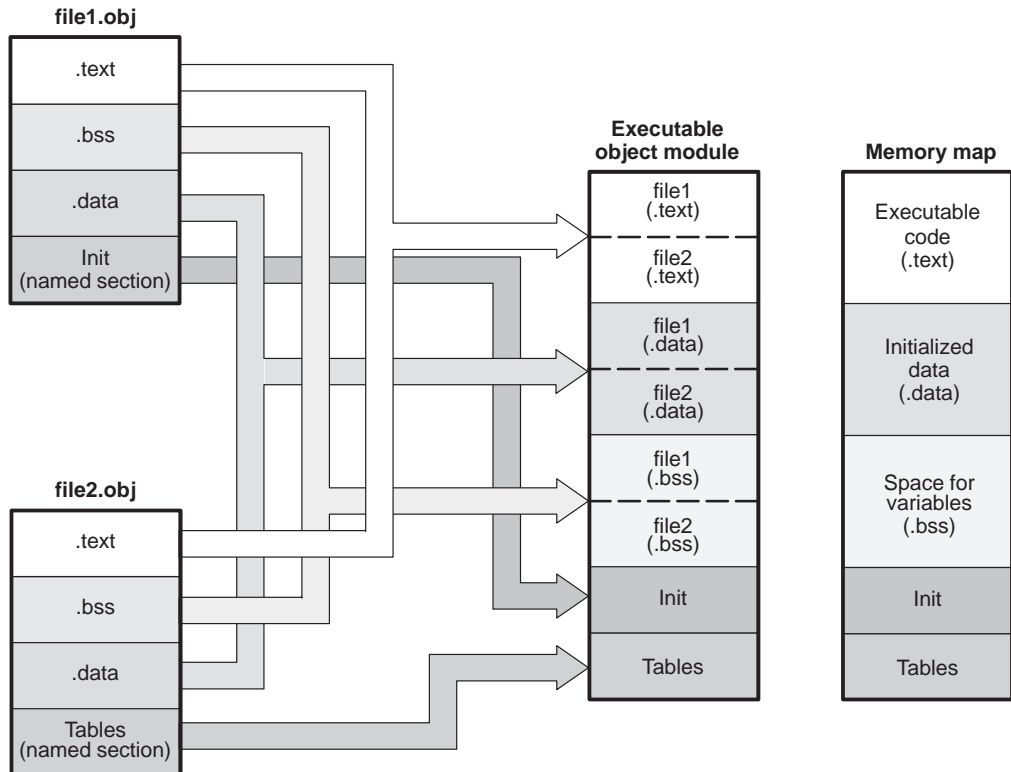 file1.obj
.text
.bss
.data
Init
(named section)
file2.obj
.text
.bss
.data
Tables
(named section)
Executable
object module
file1
(.text)
file2
(.text)
file1
(.data)
file2
(.data)
file1
(.bss)
file2
(.bss)
Init
Tables
Memory map
Executable
code
(.text)
Initialized
data
(.data)
Space for
variables
(.bss)
Init
Tables